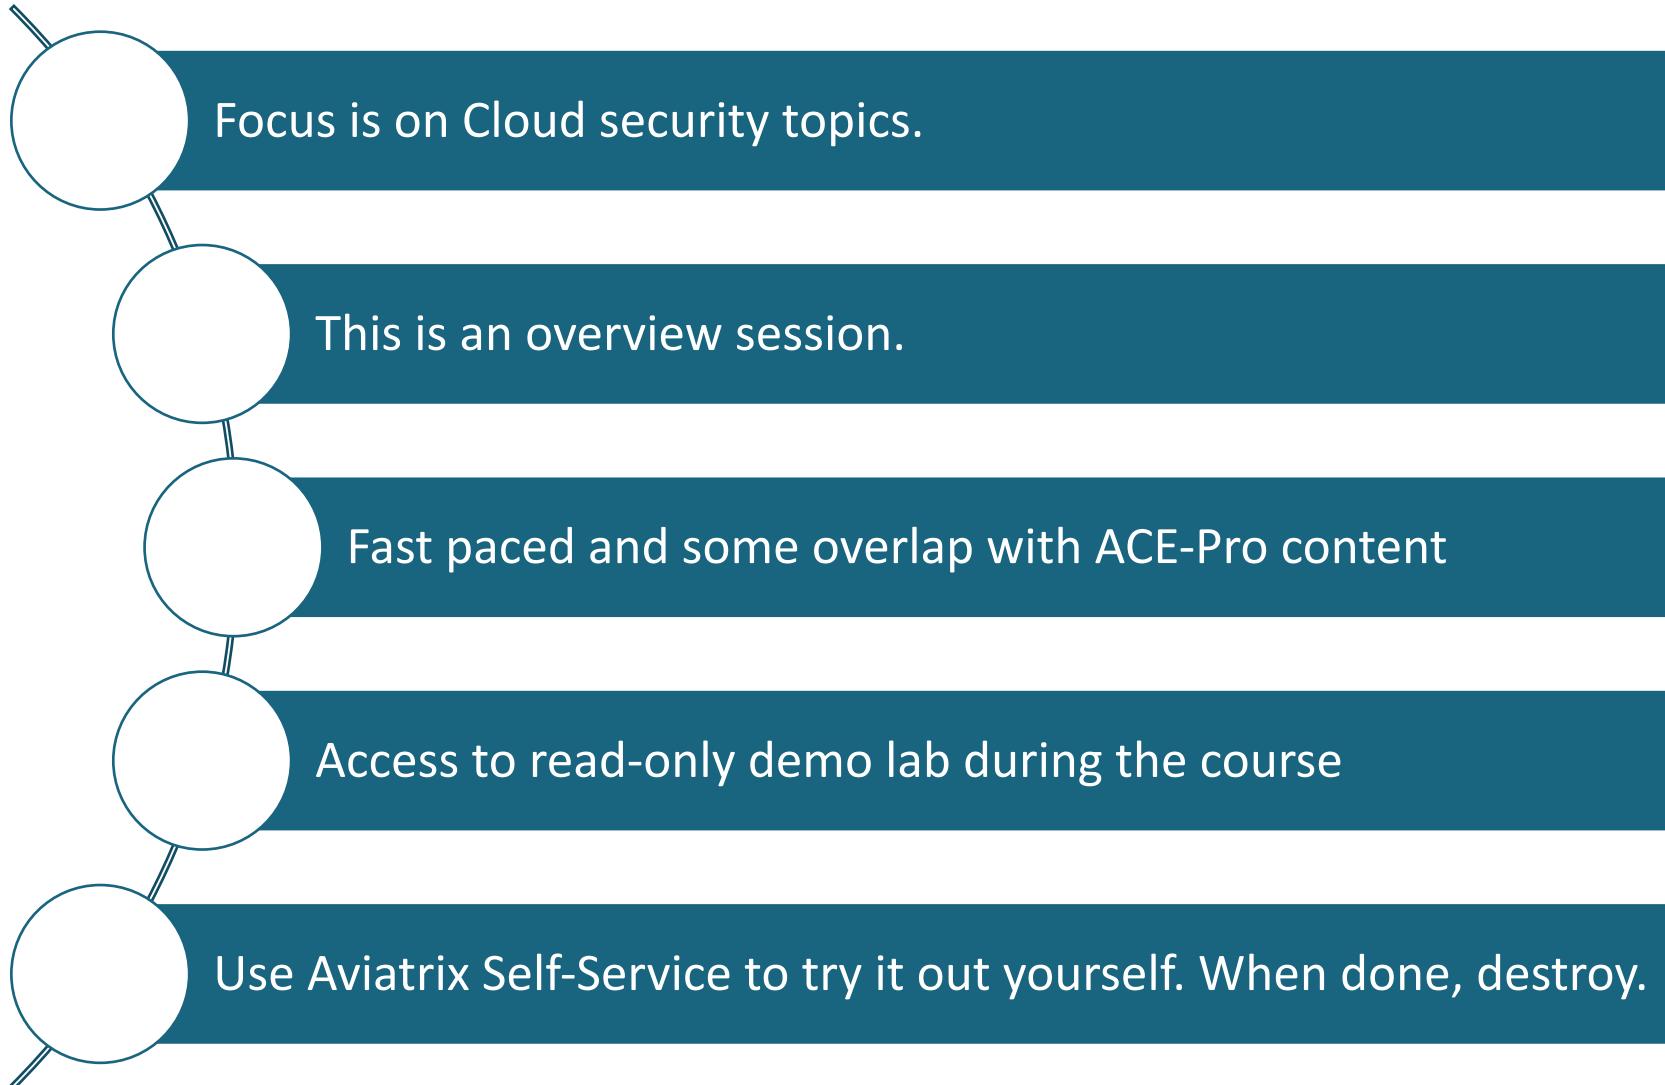 Focus is on Cloud security topics.
This is an overview session.
Fast paced and some overlap with ACE-Pro content
Access to read-only demo lab during the course
Use Aviatrix Self-Service to try it out yourself. When done, destroy.